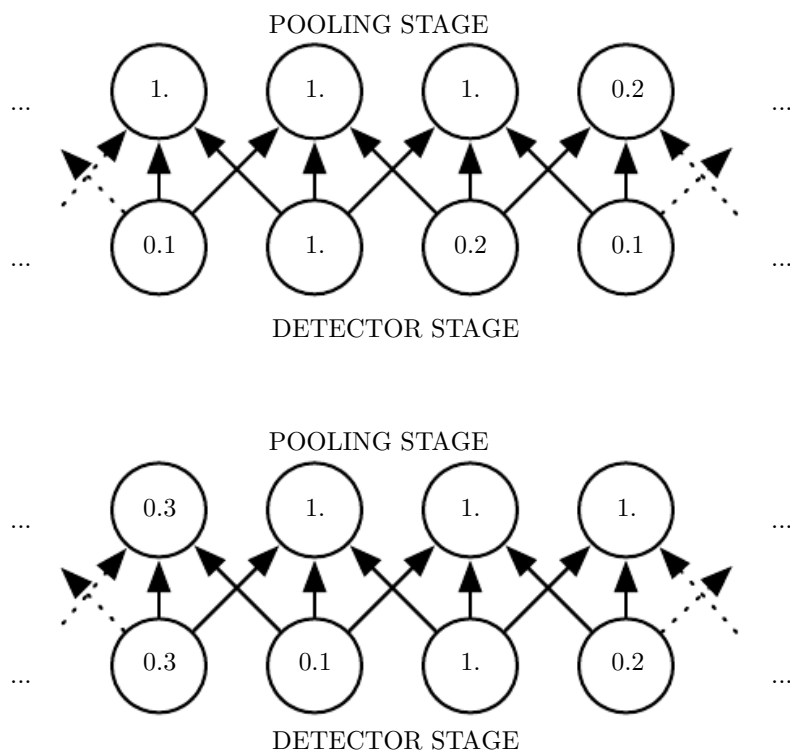 POOLING STAGE
... 1. 1. 1. 0.2 ...
... 0.1 1. 0.2 0.1 ...
DETECTOR STAGE
POOLING STAGE
... 0.3 1. 1. 1. ...
... 0.3 0.1 1. 0.2 ...
DETECTOR STAGE